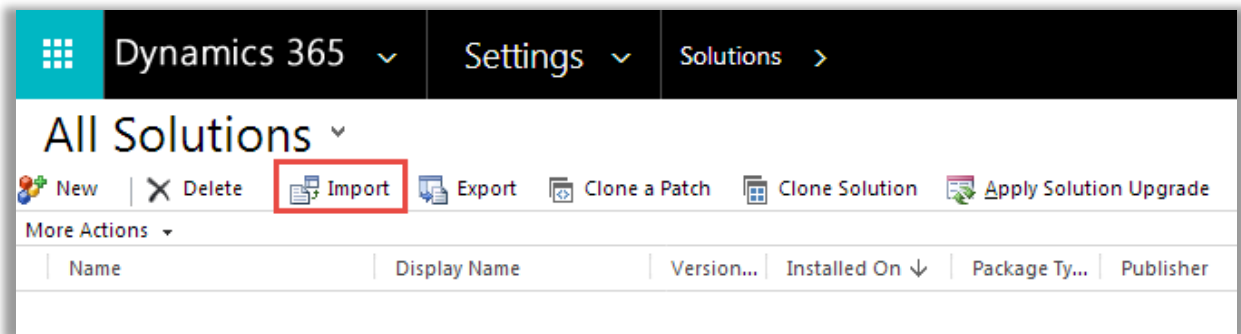 Dynamics 365 Settings Solutions
All Solutions
New Delete Import Export Clone a Patch Clone Solution Apply Solution Upgrade
More Actions
Name Display Name Version... Installed On Package Ty... Publisher